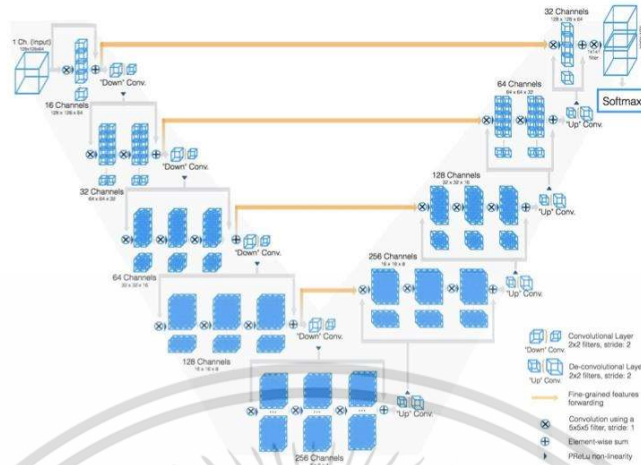 32 Channels
128 x 128 x 64
1 Ch. (Input)
128x128x64
"Down" Conv.
1x1x1
filter
64 Channels
64 x 64 x 32
"Up" Conv.
Softmax
16 Channels
128 x 128 x 64
"Down" Conv.
128 Channels
32 x 32 x 16
"Up" Conv.
32 Channels
64 x 64 x 32
"Down" Conv.
256 Channels
16 x 16 x 8
"Up" Conv.
64 Channels
32 x 32 x 16
"Down" Conv.
"Up" Conv.
128 Channels
16 x 16 x 8
256 Channels
Convolutional Layer
2x2 filters, stride: 2
"Down" Conv.
De-convolutional Laye
2x2 filters, stride: 2
"Up" Conv.
Fine-grained features
forwarding
Convolution using a
5x5x5 filter, stride: 1
Element-wise sum
PReLu non-linearity